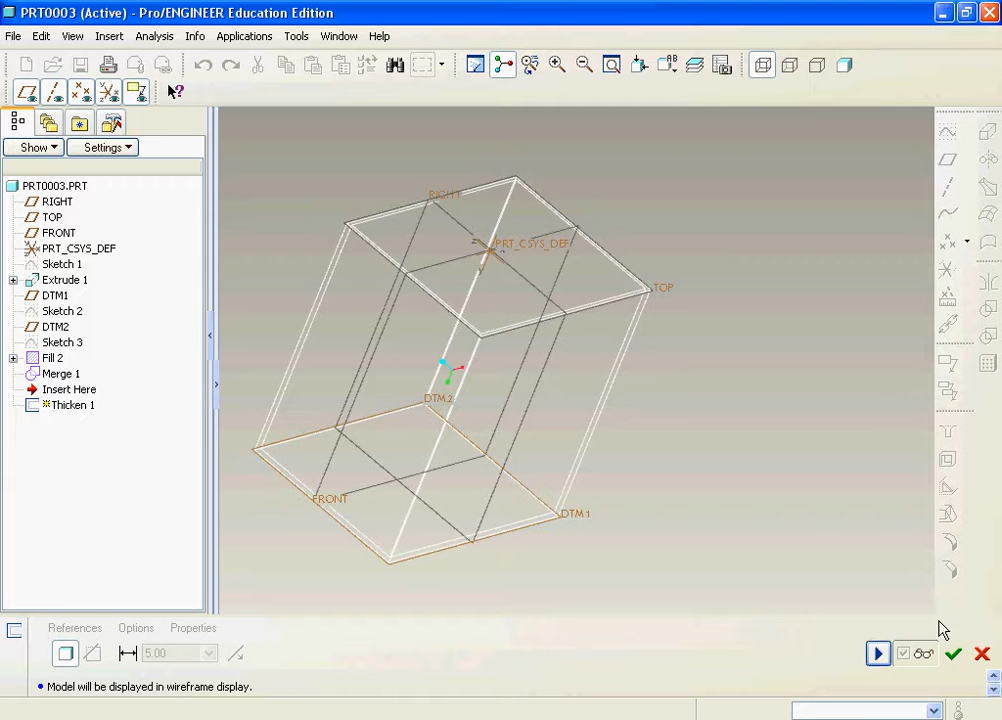 PRT0003 (Active) - Pro/ENGINEER Education Edition
File Edit View Insert Analysis Info Applications Tools Window Help
Show Settings
PRT0003.PRT
RIGHT
TOP
FRONT
PRT_CSYS_DEF
Sketch 1
Extrude 1
DTM1
Sketch 2
DTM2
Sketch 3
Fill 2
Merge 1
Insert Here
Thicken 1
RIGHT
PRT_CSYS_DEF
TOP
DTM2
FRONT
DTM1
References Options Properties
5.00
Model will be displayed in wireframe display.